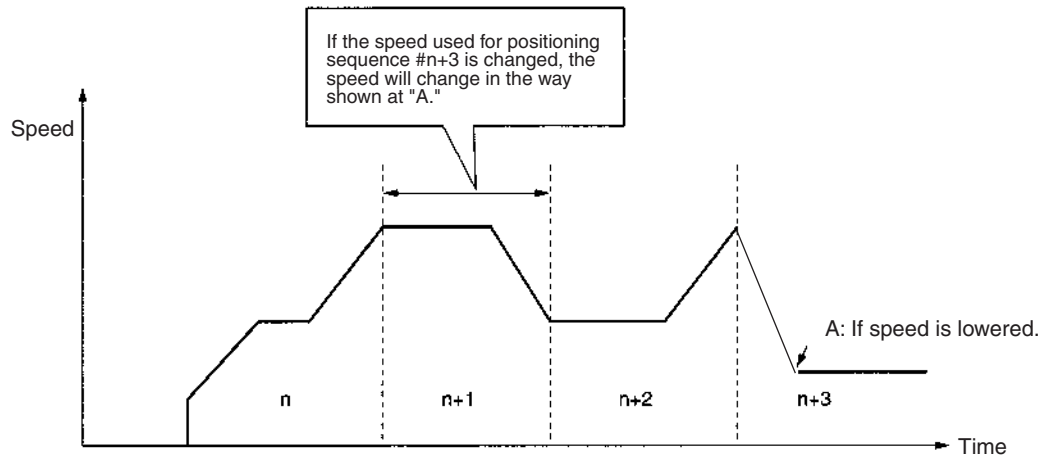 If the speed used for positioning
sequence #n+3 is changed, the
speed will change in the way
shown at "A."
Speed
A: If speed is lowered.
n
n+1
n+2
n+3
Time